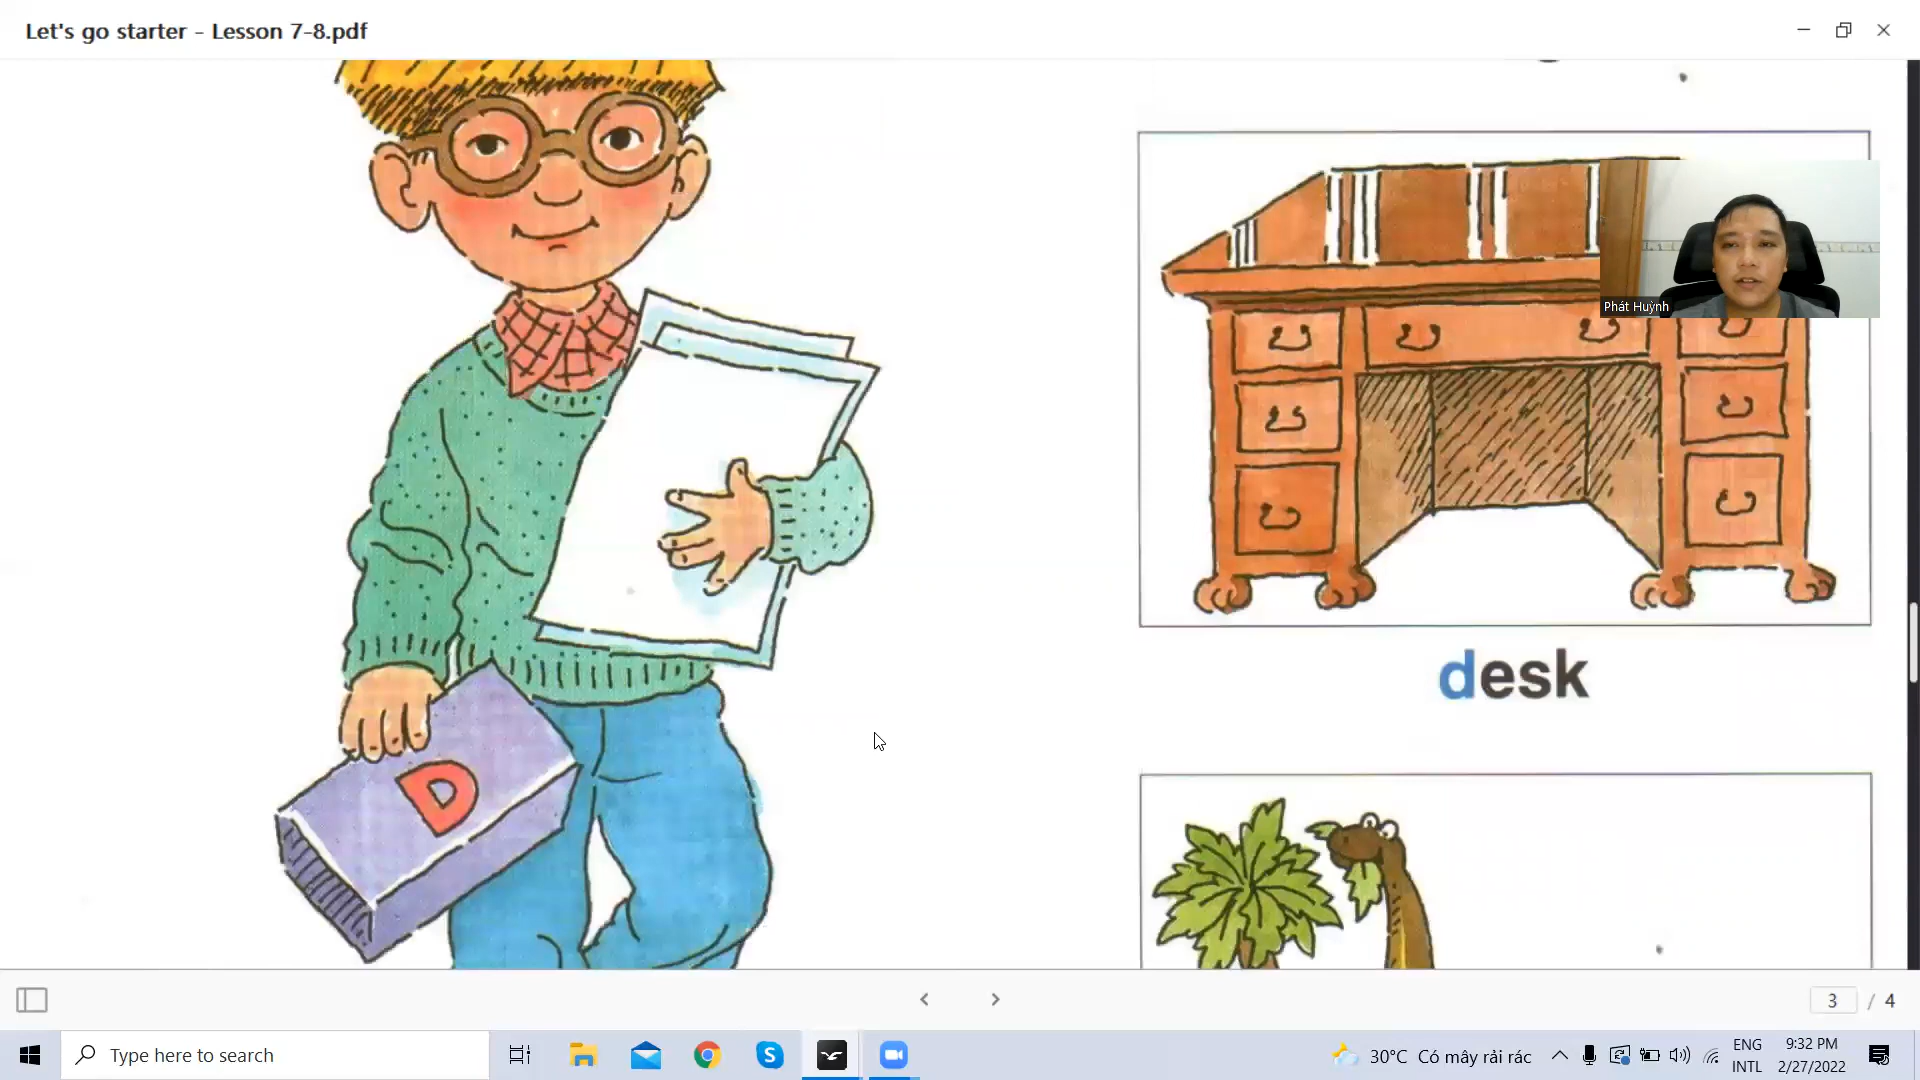 Let's go starter - Lesson 7-8.pdf
Phát Huỳnh
desk
D
3 / 4
Type here to search
30°C Có mây rải rác
ENG
INTL
9:32 PM
2/27/2022